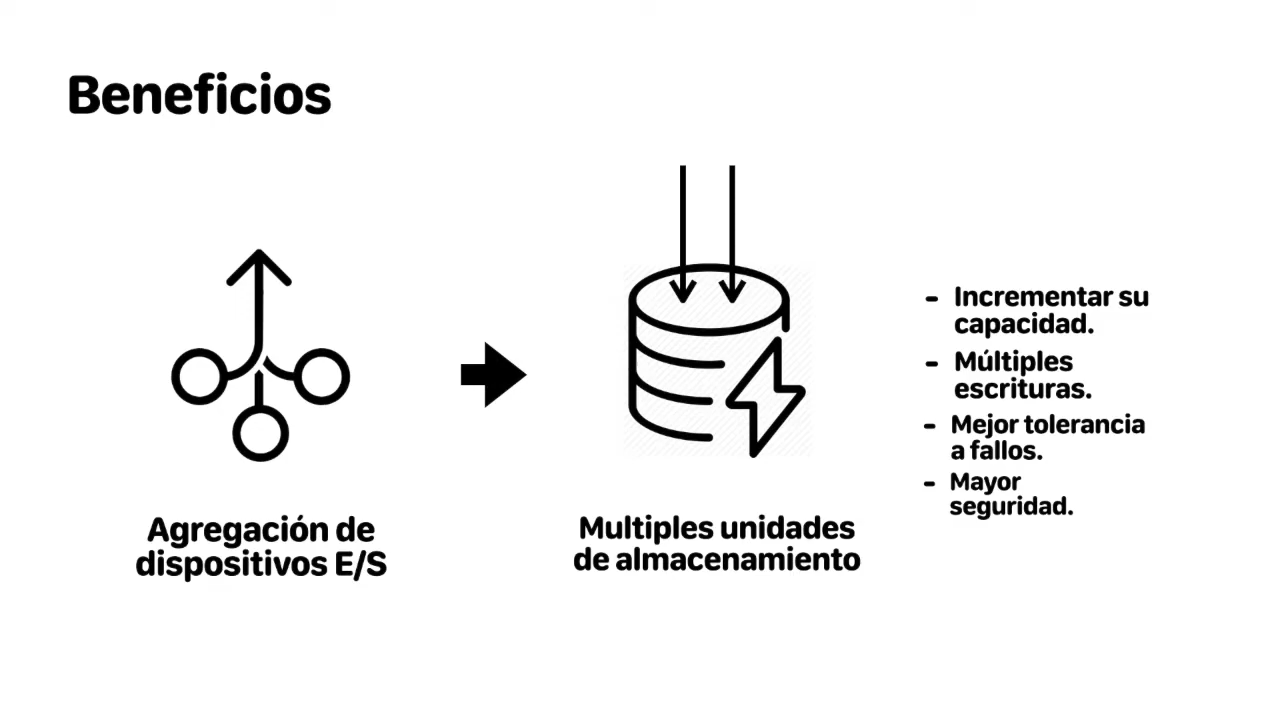 Beneficios
Agregación de
dispositivos E/S
Multiples unidades
de almacenamiento
- Incrementar su
capacidad.
- Múltiples
escrituras.
- Mejor tolerancia
a fallos.
- Mayor
seguridad.